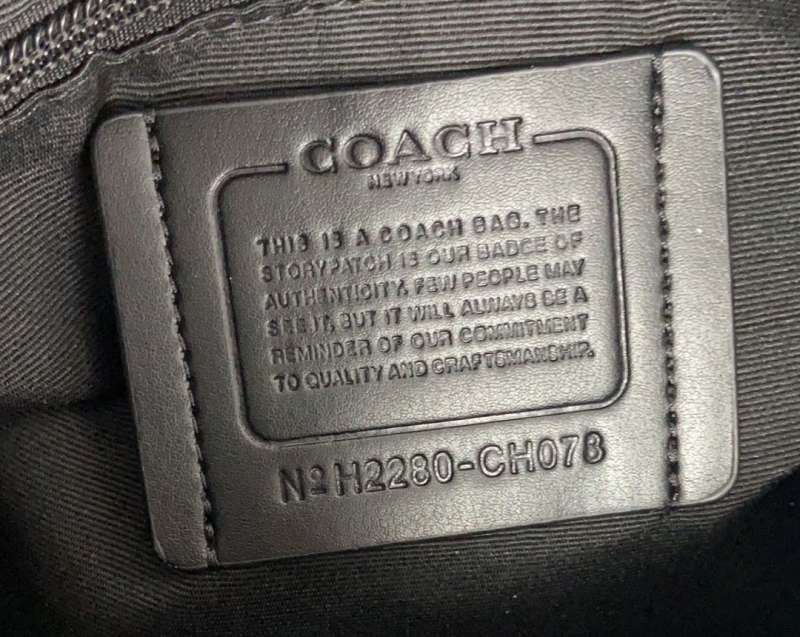 COACH
NEW YORK
THIS IS A COACH BAG. THE
STORYPATCH IS OUR BADGE OF
AUTHENTICITY. FEW PEOPLE MAY
SEE IT, BUT IT WILL ALWAYS BE A
REMINDER OF OUR COMMITMENT
TO QUALITY AND CRAFTSMANSHIP.
Nº H2280-CH078